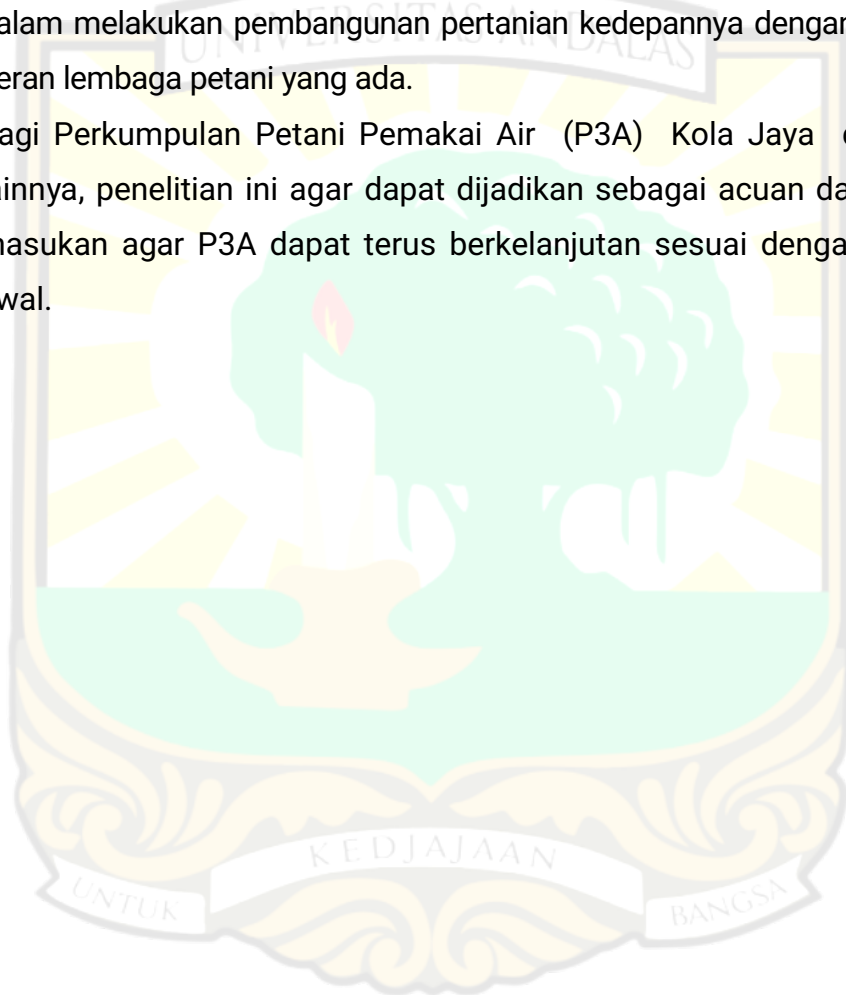 alam melakukan pembangunan pertanian kedepannya dengan
UNIVERSITAS ANDALAS
eran lembaga petani yang ada.
agi Perkumpulan Petani Pemakai Air (P3A) Kola Jaya
ainnya, penelitian ini agar dapat dijadikan sebagai acuan da
masukan agar P3A dapat terus berkelanjutan sesuai denga
wal.
KEDJAJAAN
UNTUK
BANGSA